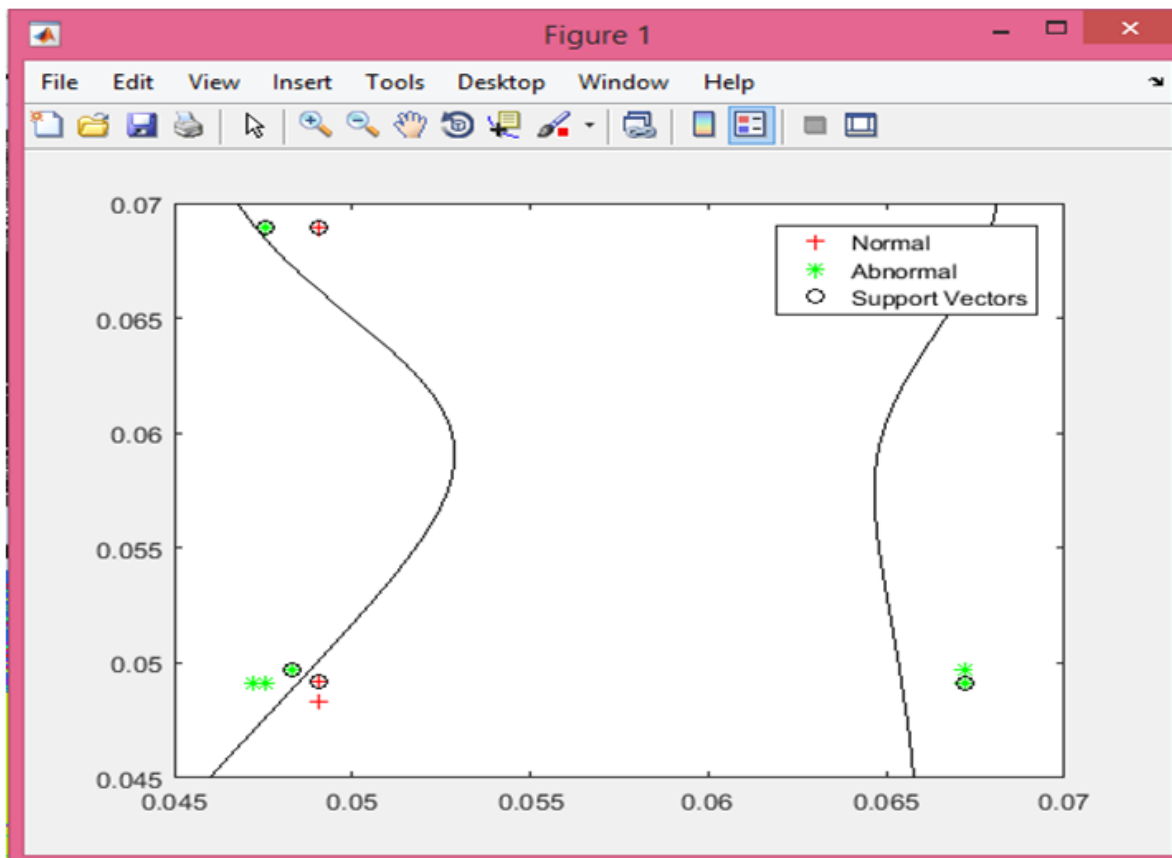 Figure 1
File Edit View Insert Tools Desktop Window Help
0.07
0.065
0.06
0.055
0.05
0.045
Normal
Abnormal
Support Vectors
0.045 0.05 0.055 0.06 0.065 0.07